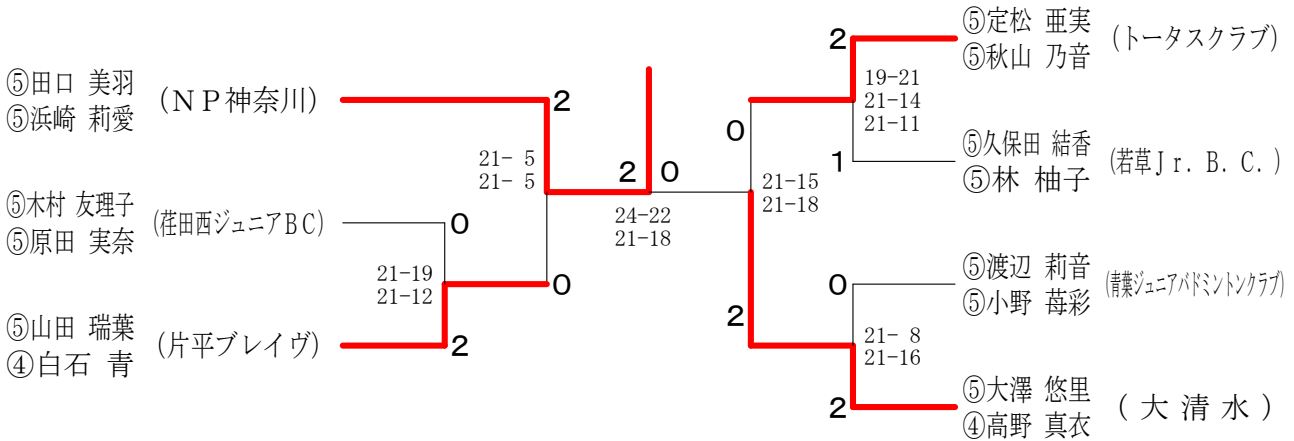 ⑤田口 美羽
⑤浜崎 莉愛
(NP神奈川)
2
21- 5
21- 5
⑤木村 友理子
⑤原田 実奈
(荏田西ジュニアBC)
0
21-19
21-12
0
⑤山田 瑞葉
④白石 青
(片平ブレイヴ)
2
2
0
24-22
21-18
⑤定松 亜実
⑤秋山 乃音
(トータスクラブ)
2
19-21
21-14
21-11
0
⑤久保田 結香
⑤林 柚子
(若草Jr. B. C. )
1
21-15
21-18
⑤渡辺 莉音
⑤小野 苺彩
(青葉ジュニアバドミントンクラブ)
0
2
21- 8
21-16
⑤大澤 悠里
④高野 真衣
(大清水)
2